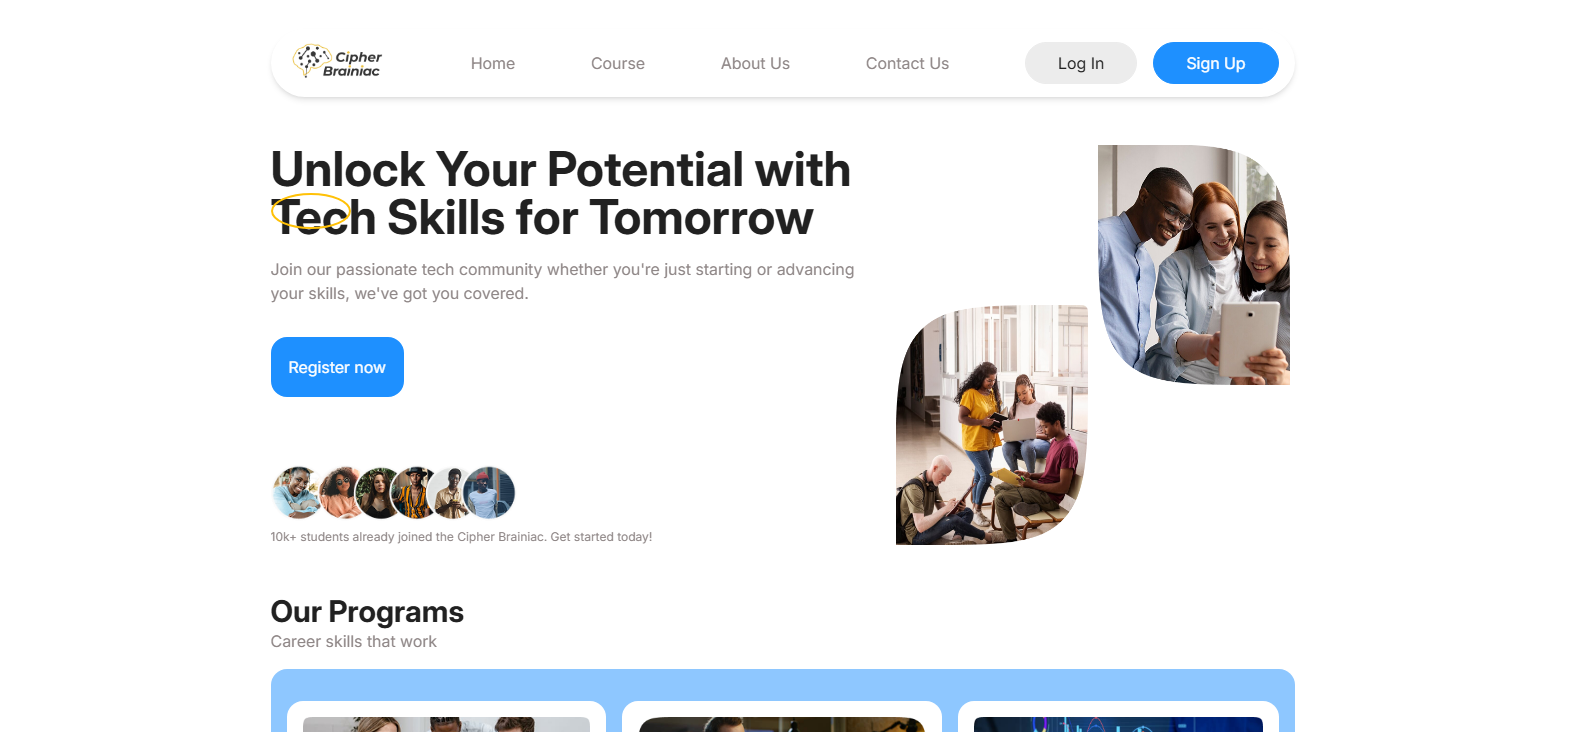 Cipher
Brainiac
Home
Course
About Us
Contact Us
Log In
Sign Up
Unlock Your Potential with
Tech Skills for Tomorrow
Join our passionate tech community whether you're just starting or advancing
your skills, we've got you covered.
Register now
10k+ students already joined the Cipher Brainiac. Get started today!
Our Programs
Career skills that work